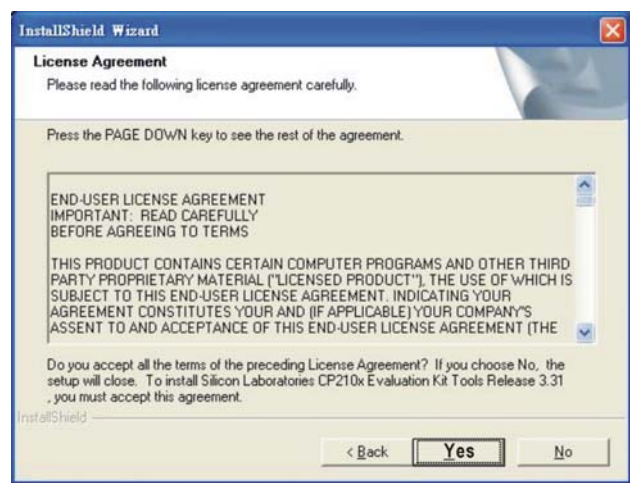 InstallShield Wizard
License Agreement
Please read the following license agreement carefully.
Press the PAGE DOWN key to see the rest of the agreement.
END-USER LICENSE AGREEMENT
IMPORTANT: READ CAREFULLY
BEFORE AGREEING TO TERMS
THIS PRODUCT CONTAINS CERTAIN COMPUTER PROGRAMS AND OTHER THIRD
PARTY PROPRIETARY MATERIAL ("LICENSED PRODUCT"), THE USE OF WHICH IS
SUBJECT TO THIS END-USER LICENSE AGREEMENT. INDICATING YOUR
AGREEMENT CONSTITUTES YOUR AND (IF APPLICABLE) YOUR COMPANY'S
ASSENT TO AND ACCEPTANCE OF THIS END-USER LICENSE AGREEMENT (THE
Do you accept all the terms of the preceding License Agreement? If you choose No, the
setup will close. To install Silicon Laboratories CP210x Evaluation Kit Tools Release 3.31
, you must accept this agreement.
InstallShield
< Back
Yes
No